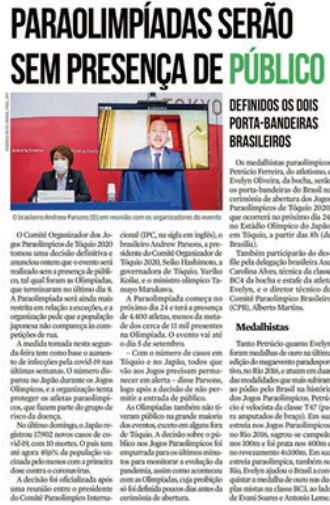 PARAOLIMPÍADAS SERÃO
SEM PRESENÇA DE PÚBLICO
TOKYO
O brasileiro Andrew Parsons (D) em reunião com os organizadores do evento
O Comitê Organizador dos Jo-
gos Paraolímpicos de Tóquio 2020
tomou uma decisão definitiva e
anunciou ontem que o evento será
realizado sem a presença de públi-
co, tal qual foram as Olimpíadas,
que terminaram no último dia 8.
A Paraolimpíada será ainda mais
restrita em relação a exceções, e a
organização pede que a população
japonesa não compareça às com-
petições de rua.
A medida tomada nesta segun-
da-feira tem como base o aumen-
to de infecções pela covid-19 nas
últimas semanas. O número dis-
parou no Japão durante os Jogos
Olímpicos, e a organização tenta
proteger os atletas paraolímpi-
cos, que fazem parte do grupo de
risco da doença.
No último domingo, o Japão re-
gistrou 17.902 novos casos de co-
vid-19, com 10 mortes. O país tem
até agora 49,6% da população va-
cinada pelo menos com a primeira
dose contra o coronavírus.
A decisão foi oficializada após
uma reunião entre o presidente
do Comitê Paraolímpico Interna-
cional (IPC, na sigla em inglês), o
brasileiro Andrew Parsons, a pre-
sidente do Comitê Organizador de
Tóquio 2020, Seiko Hashimoto, a
governadora de Tóquio, Yuriko
Koike, e o ministro olímpico Ta-
mayo Marukawa.
A Paraolimpíada começa no
próximo dia 24 e terá a presença
de 4.400 atletas, menos da meta-
de dos cerca de 11 mil presentes
na Olimpíada. O evento vai até
o dia 5 de setembro.
– Com o número de casos em
Tóquio e no Japão, todos que
vão aos Jogos precisam perma-
necer em alerta – disse Parsons,
logo após a decisão de não per-
mitir a entrada de público.
As Olimpíadas também não ti-
veram público na grande maioria
dos eventos, exceto em alguns fora
de Tóquio. A decisão sobre o pú-
blico nos Jogos Paraolímpicos foi
empurrada para os últimos minu-
tos para monitorar a evolução da
pandemia, assim como aconteceu
com as Olimpíadas, cuja proibição
só foi definida poucos dias antes da
cerimônia de abertura.
DEFINIDOS OS DOIS
PORTA-BANDEIRAS
BRASILEIROS
Os medalhistas paraolímpicos
Petrúcio Ferreira, do atletismo, e
Evelyn Oliveira, da bocha, serão
os porta-bandeiras do Brasil na
cerimônia de abertura dos Jogos
Paraolímpicos de Tóquio 2020,
que ocorrerá no próximo dia 24,
no Estádio Olímpico do Japão,
em Tóquio, a partir das 8h (de
Brasília).
Também participarão do des-
file pela delegação brasileira Ana
Carolina Alves, técnica da classe
BC4 da bocha e estafe da atleta
Evelyn, e o diretor técnico do
Comitê Paraolímpico Brasileiro
(CPB), Alberto Martins.
Medalhistas
Tanto Petrúcio quanto Evelyn
foram medalhas de ouro na última
edição do megaevento paradespor-
tivo, no Rio 2016, e atuam em duas
das modalidades que mais subiram
ao pódio pelo Brasil na história
dos Jogos Paraolímpicos. Petrú-
cio é velocista da classe T47 (pa-
ra amputados de braço). Em sua
estreia nos Jogos Paraolímpicos
no Rio 2016, sagrou-se campeão
nos 100m e foi prata nos 400m e
no revezamento 4x100m. Em sua
estreia paraolímpica, também no
Rio, Evelyn ajudou o Brasil a con-
quistar a medalha de ouro nas du-
plas mistas na classe BC3, ao lado
de Evani Soares e Antonio Leme.